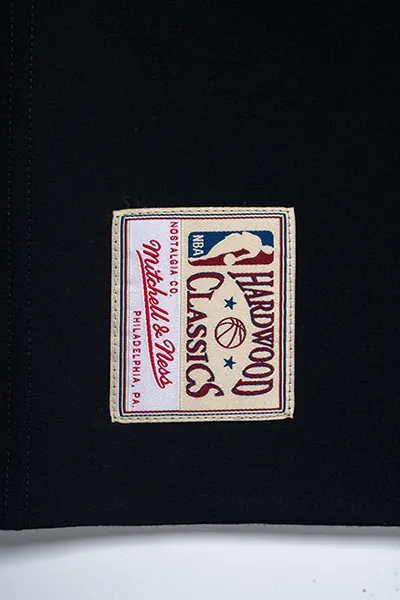 NBA
HARDWOOD
CLASSICS
NOSTALGIA CO.
Mitchell & Ness
PHILADELPHIA, PA.